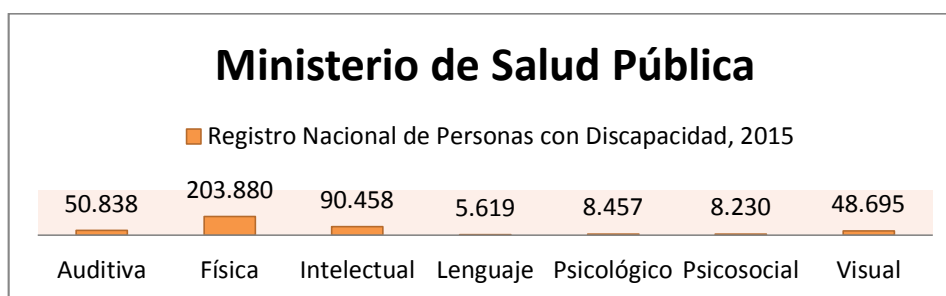 Ministerio de Salud Pública
Registro Nacional de Personas con Discapacidad, 2015
50.838 203.880 90.458 5.619 8.457 8.230 48.695
Auditiva Física Intelectual Lenguaje Psicológico Psicosocial Visual